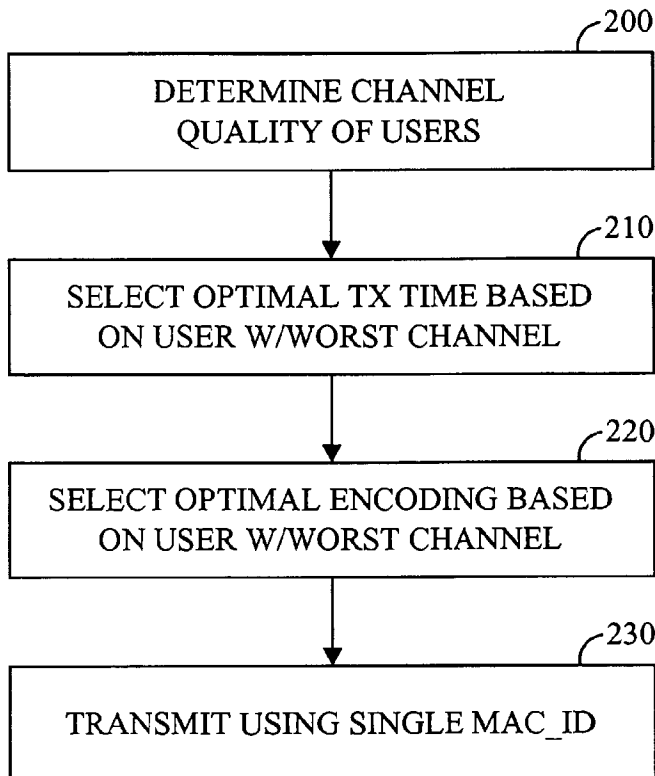 200
DETERMINE CHANNEL
QUALITY OF USERS
210
SELECT OPTIMAL TX TIME BASED
ON USER W/WORST CHANNEL
220
SELECT OPTIMAL ENCODING BASED
ON USER W/WORST CHANNEL
230
TRANSMIT USING SINGLE MAC_ID